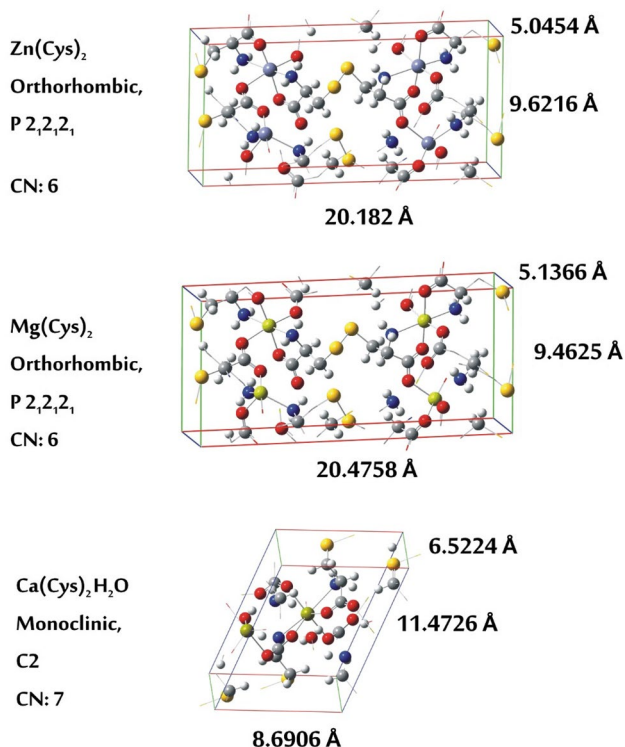 Zn(Cys)₂
Orthorhombic,
P 2₁2₁2₁
CN: 6
5.0454 Å
9.6216 Å
20.182 Å
Mg(Cys)₂
Orthorhombic,
P 2₁2₁2₁
CN: 6
5.1366 Å
9.4625 Å
20.4758 Å
Ca(Cys)₂H₂O
Monoclinic,
C2
CN: 7
6.5224 Å
11.4726 Å
8.6906 Å